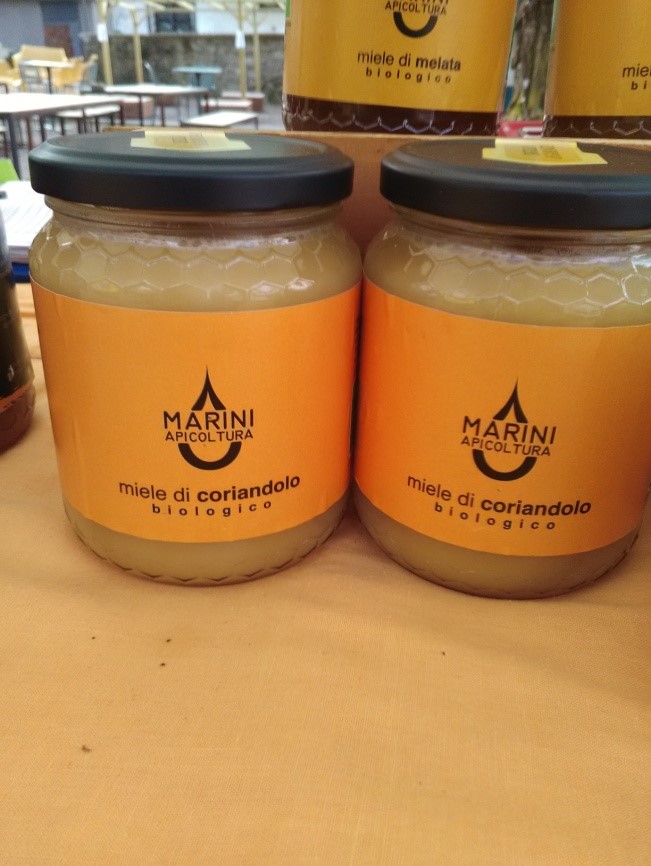 APICOLTURA
miele di melata
biologico
MARINI
APICOLTURA
miele di coriandolo
biologico
MARINI
APICOLTURA
miele di coriandolo
biologico